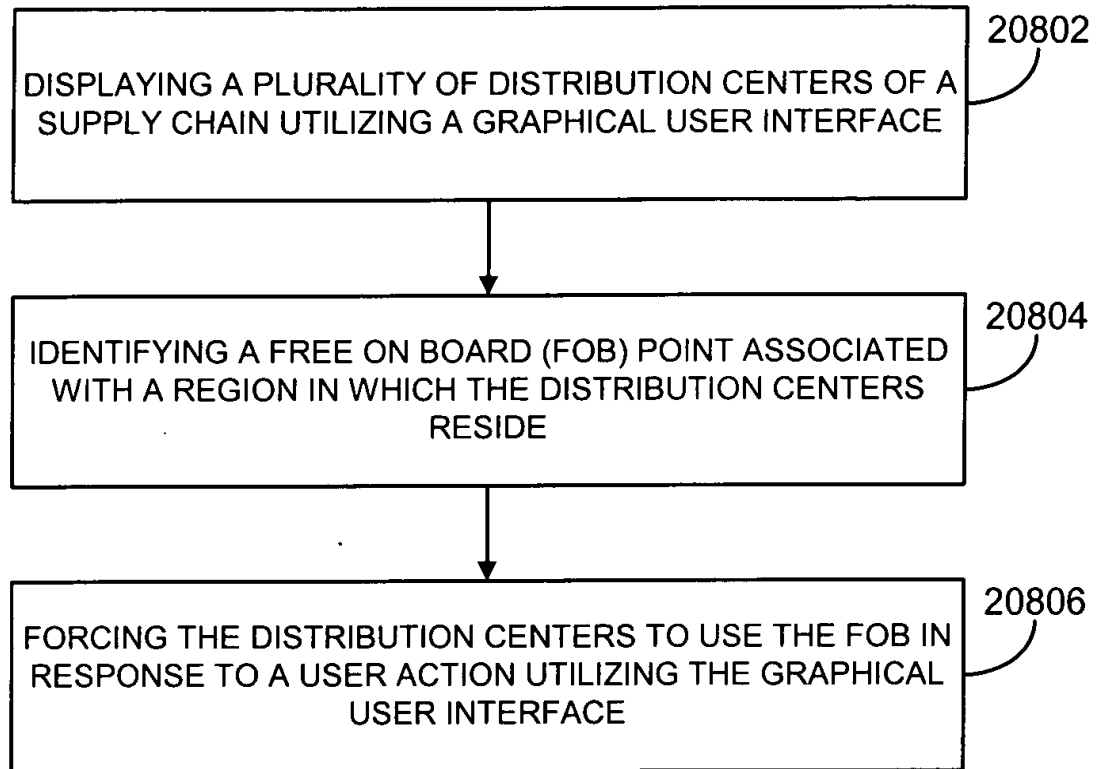 20802
DISPLAYING A PLURALITY OF DISTRIBUTION CENTERS OF A
SUPPLY CHAIN UTILIZING A GRAPHICAL USER INTERFACE
20804
IDENTIFYING A FREE ON BOARD (FOB) POINT ASSOCIATED
WITH A REGION IN WHICH THE DISTRIBUTION CENTERS
RESIDE
20806
FORCING THE DISTRIBUTION CENTERS TO USE THE FOB IN
RESPONSE TO A USER ACTION UTILIZING THE GRAPHICAL
USER INTERFACE